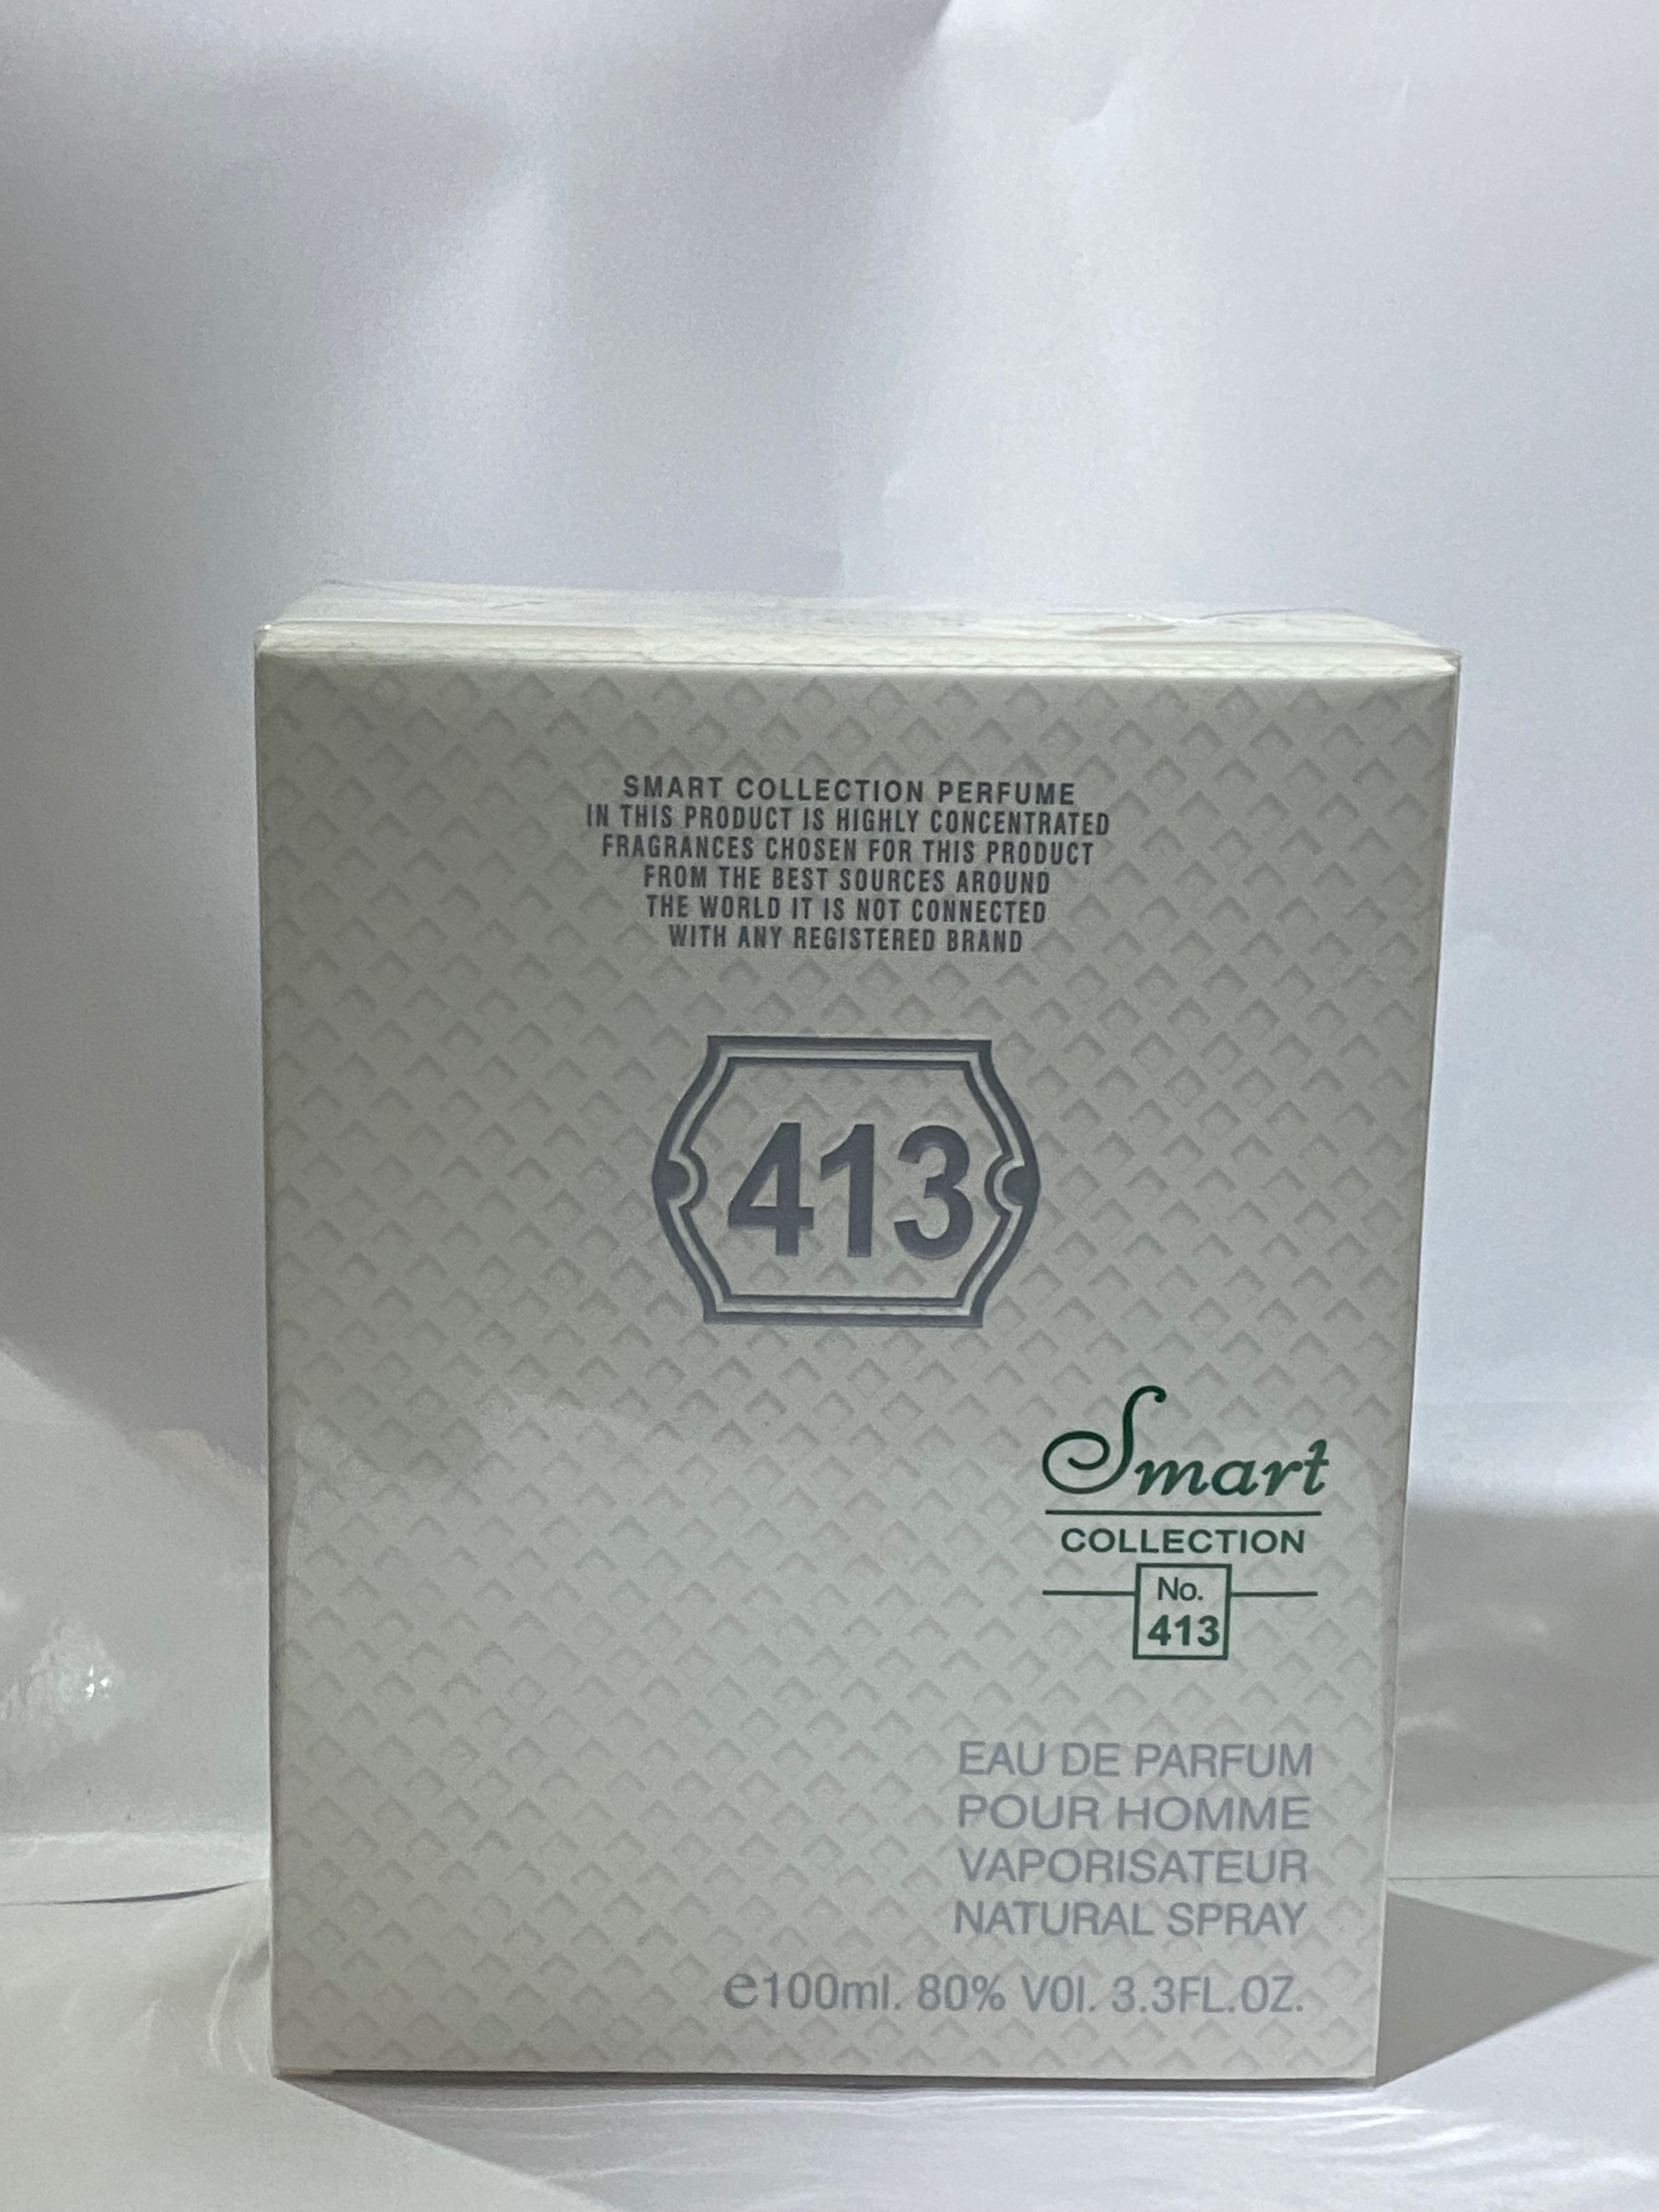 SMART COLLECTION PERFUME
IN THIS PRODUCT IS HIGHLY CONCENTRATED
FRAGRANCES CHOSEN FOR THIS PRODUCT
FROM THE BEST SOURCES AROUND
THE WORLD IT IS NOT CONNECTED
WITH ANY REGISTERED BRAND
413
Smart
COLLECTION
No.
413
EAU DE PARFUM
POUR HOMME
VAPORISATEUR
NATURAL SPRAY
e100ml. 80% VOl. 3.3FL.OZ.